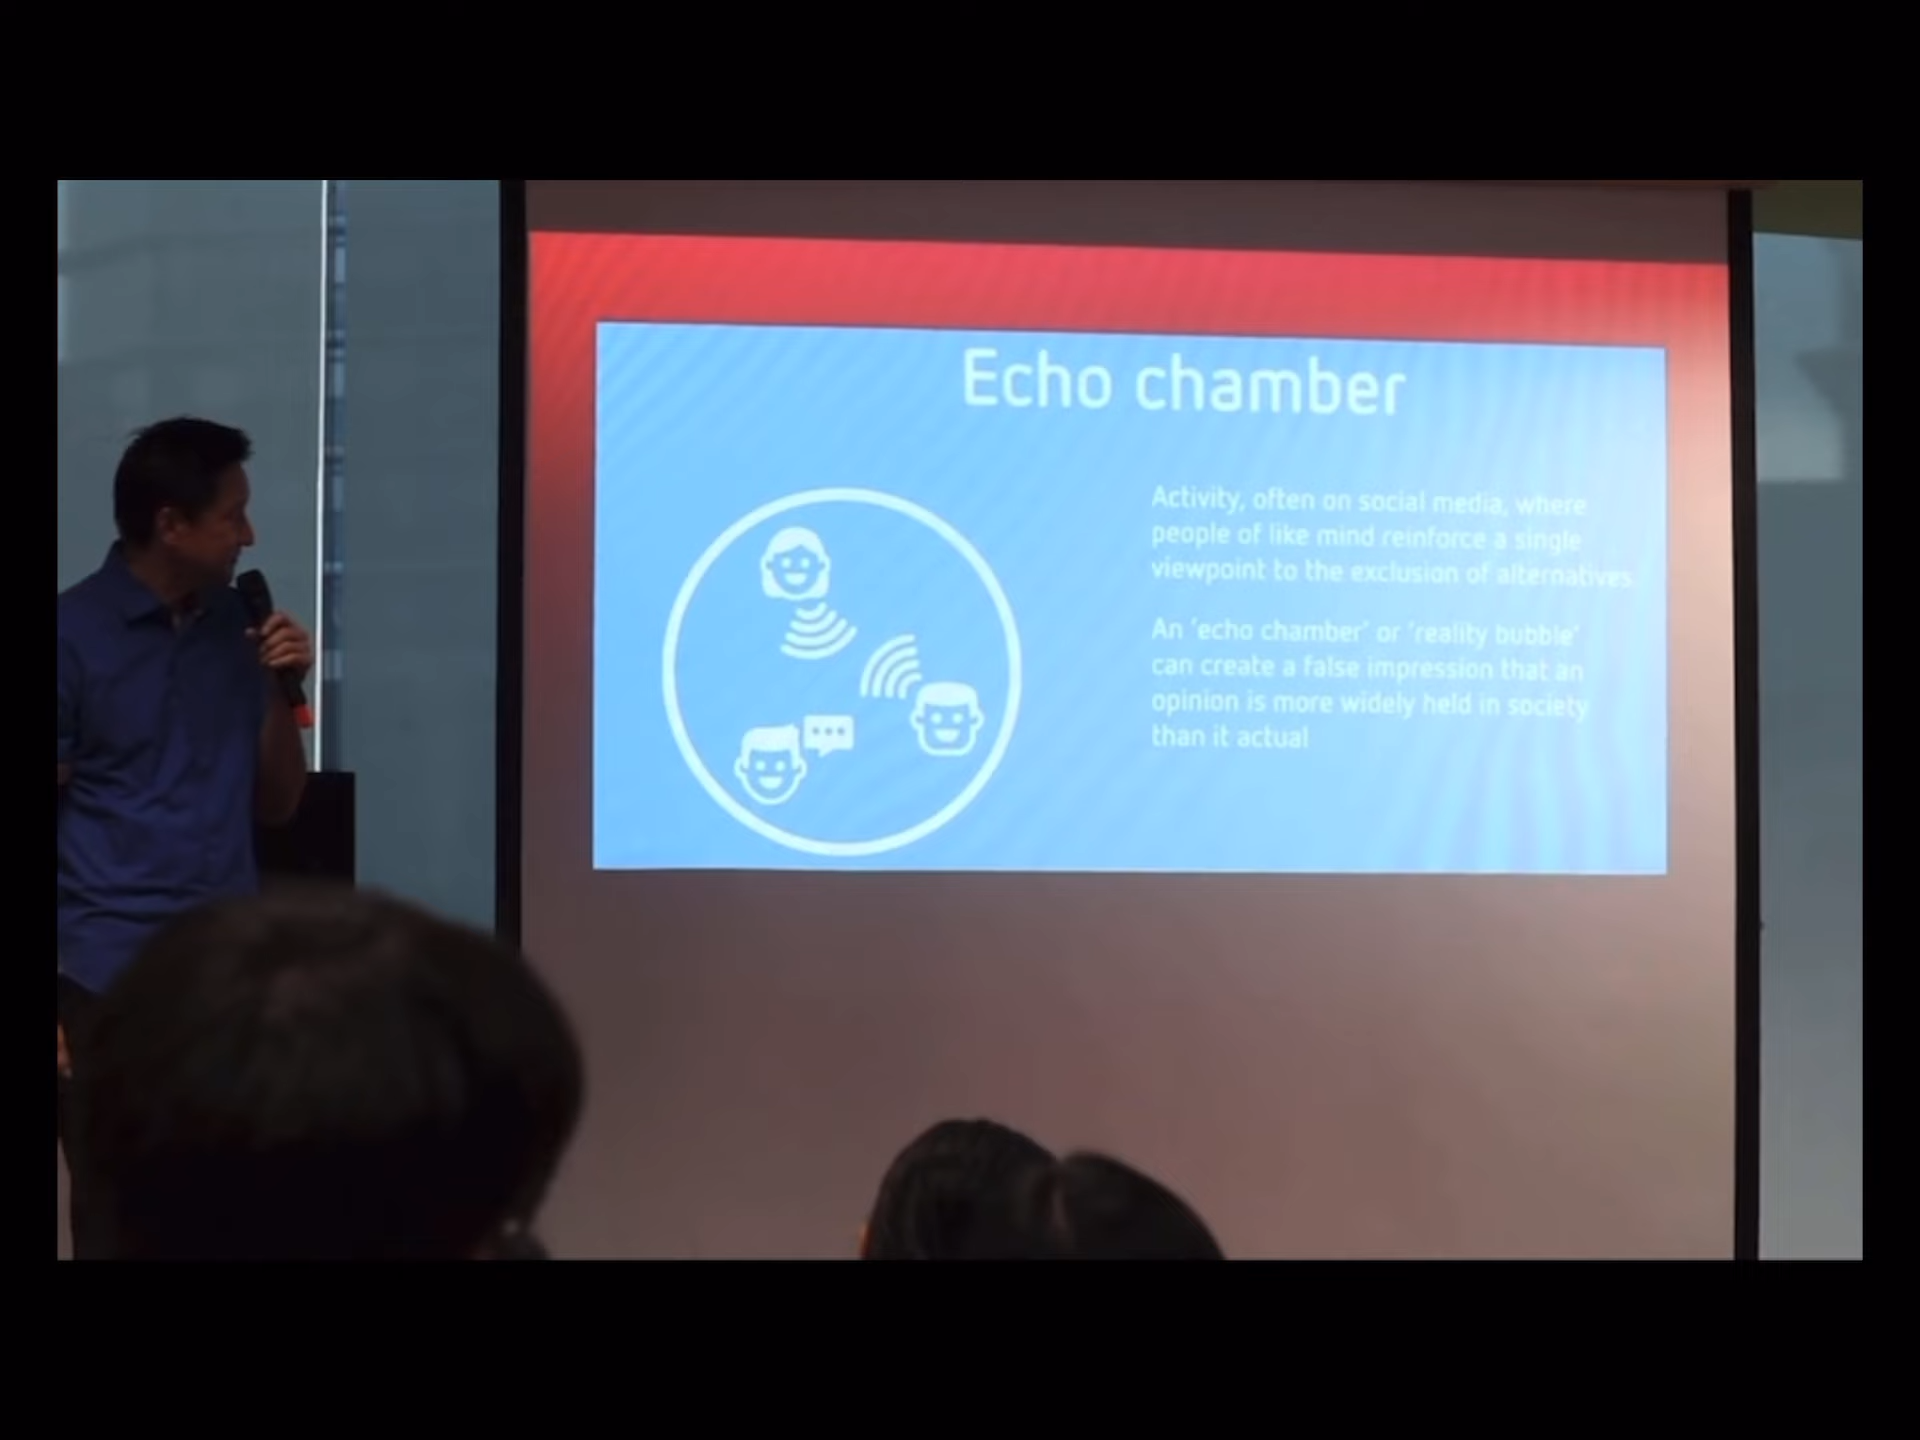 Echo chamber
Activity, often on social media, where
people of like mind reinforce a single
viewpoint to the exclusion of alternatives.
An 'echo chamber' or 'reality bubble'
can create a false impression that an
opinion is more widely held in society
than it actual